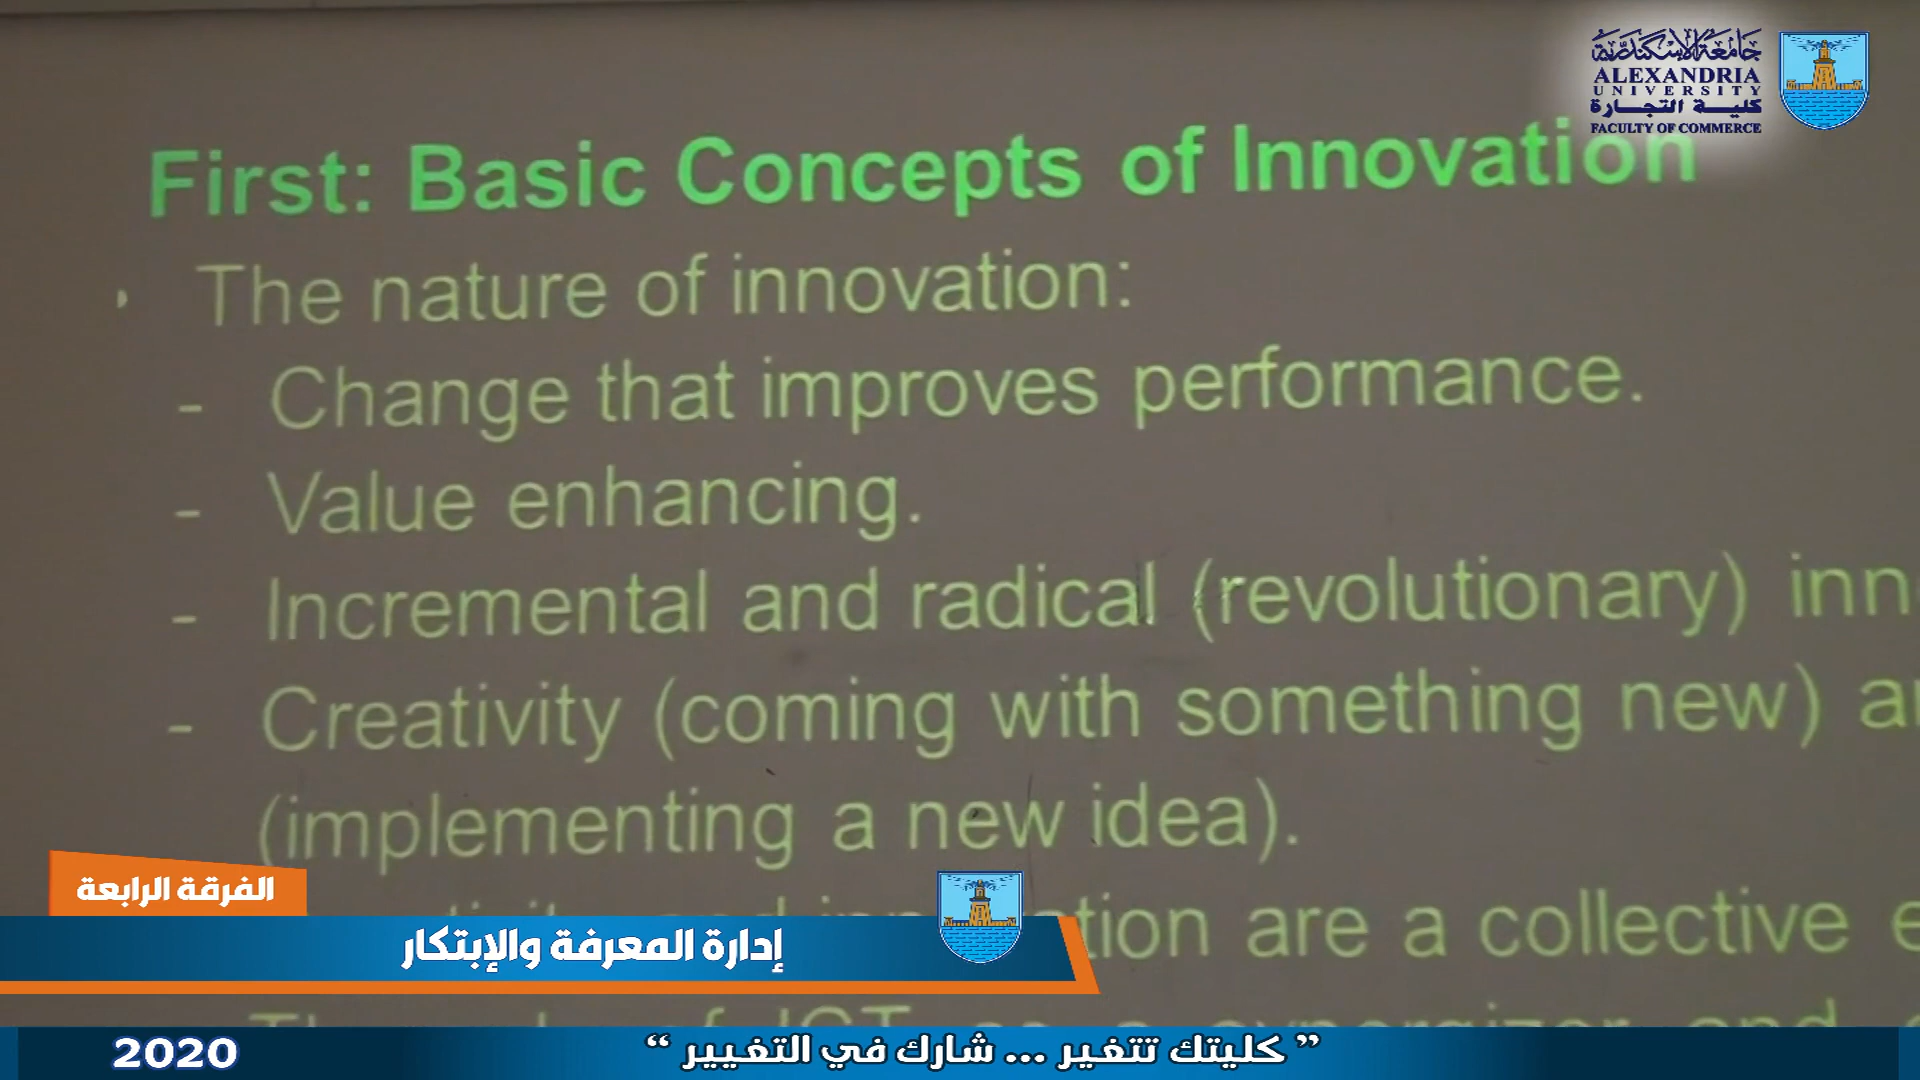 جامعة الإسكندرية
ALEXANDRIA
UNIVERSITY
كلية التجارة
FACULTY OF COMMERCE
First: Basic Concepts of Innovation
The nature of innovation:
- Change that improves performance.
- Value enhancing.
- Incremental and radical (revolutionary)
- Creativity (coming with something new)
(implementing a new idea).
are a collective
الفرقة الرابعة
إدارة المعرفة والإبتكار
2020
” كليتك تتغير ... شارك في التغيير “